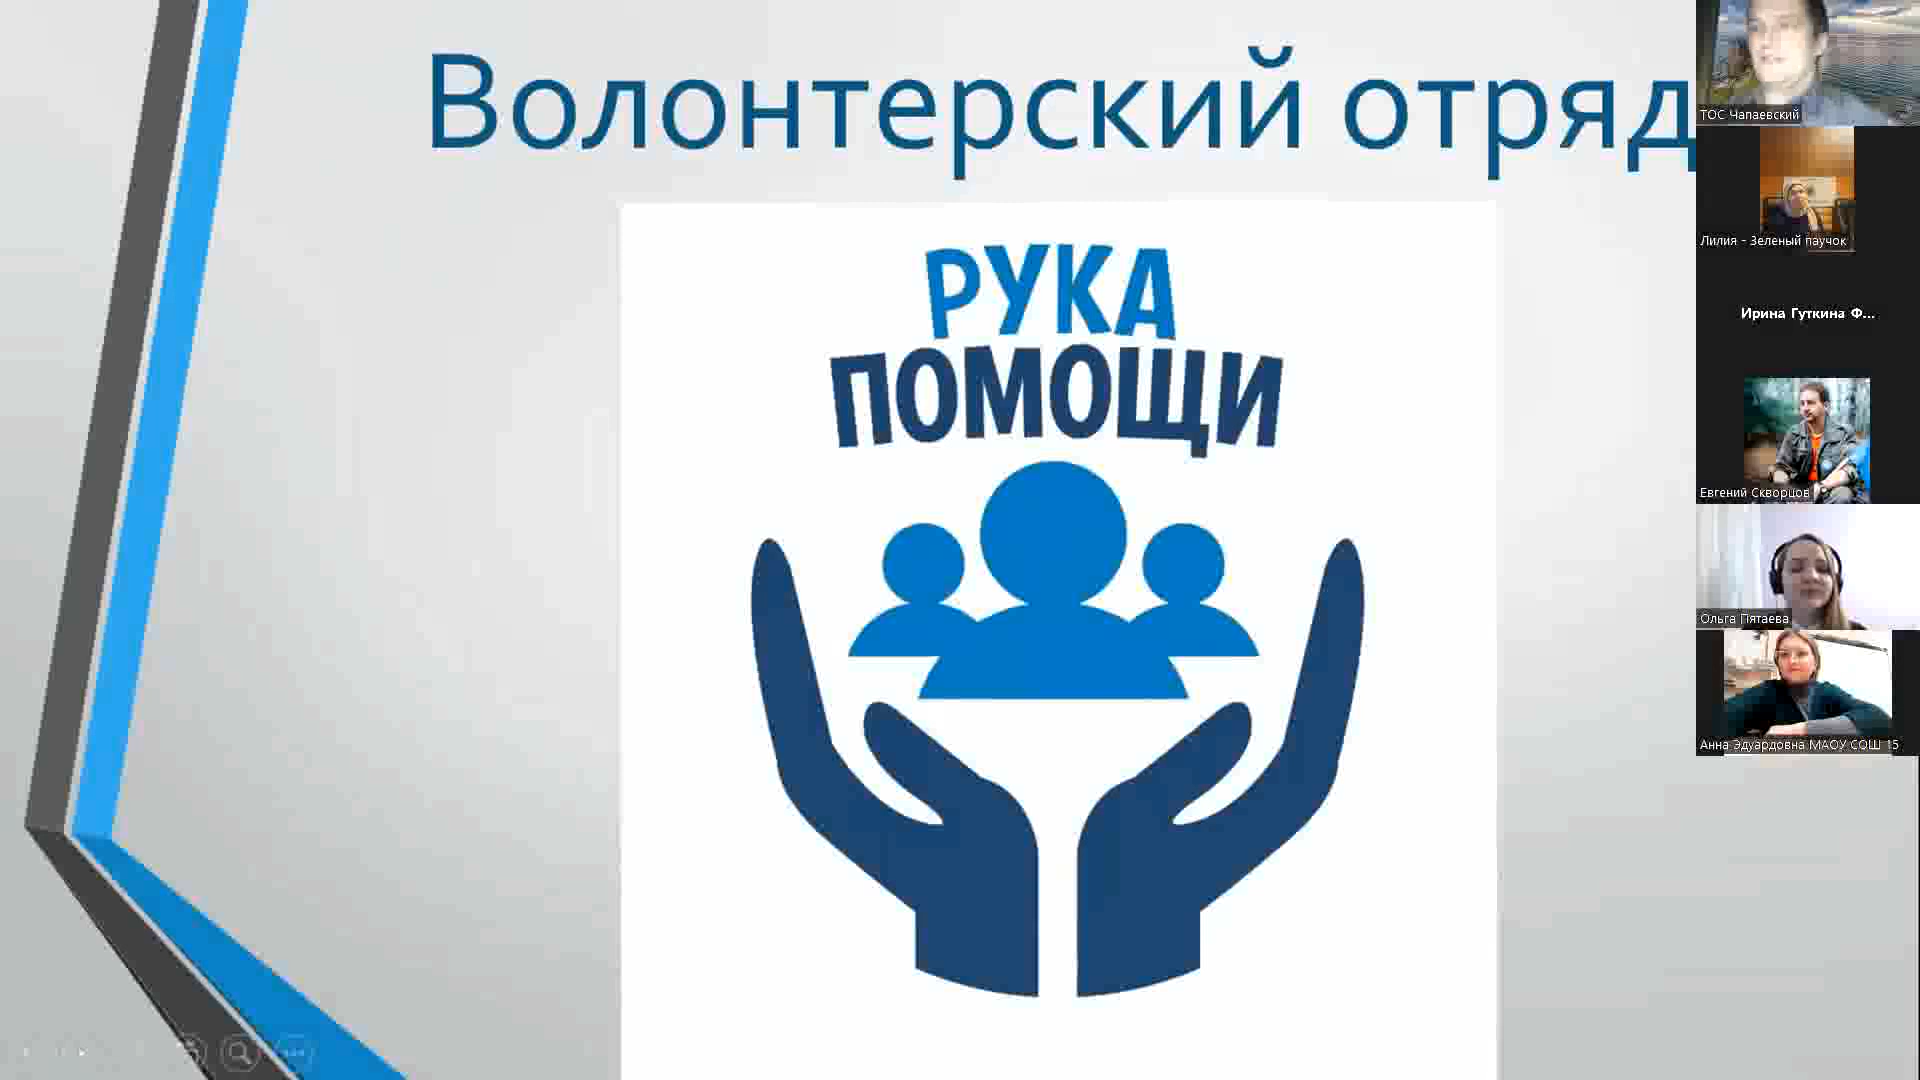 Волонтерский отряд
РУКА
ПОМОЩИ
ТОС Чапаевский
Лилия - Зеленый паучок
Ирина Гуткина Ф...
Евгений Скворцов
Ольга Пятаева
Анна Эдуардовна МАОУ СОШ 15